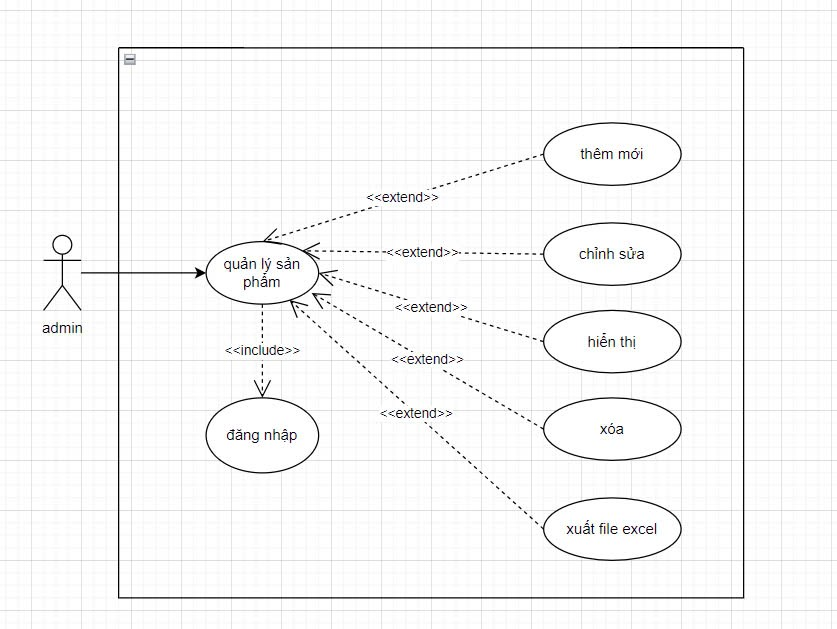 thêm mới
<<extend>>
<<extend>>
chỉnh sửa
quản lý sản
phẩm
<<extend>>
admin
hiển thị
<<include>>
<<extend>>
<<extend>>
xóa
đăng nhập
xuất file excel